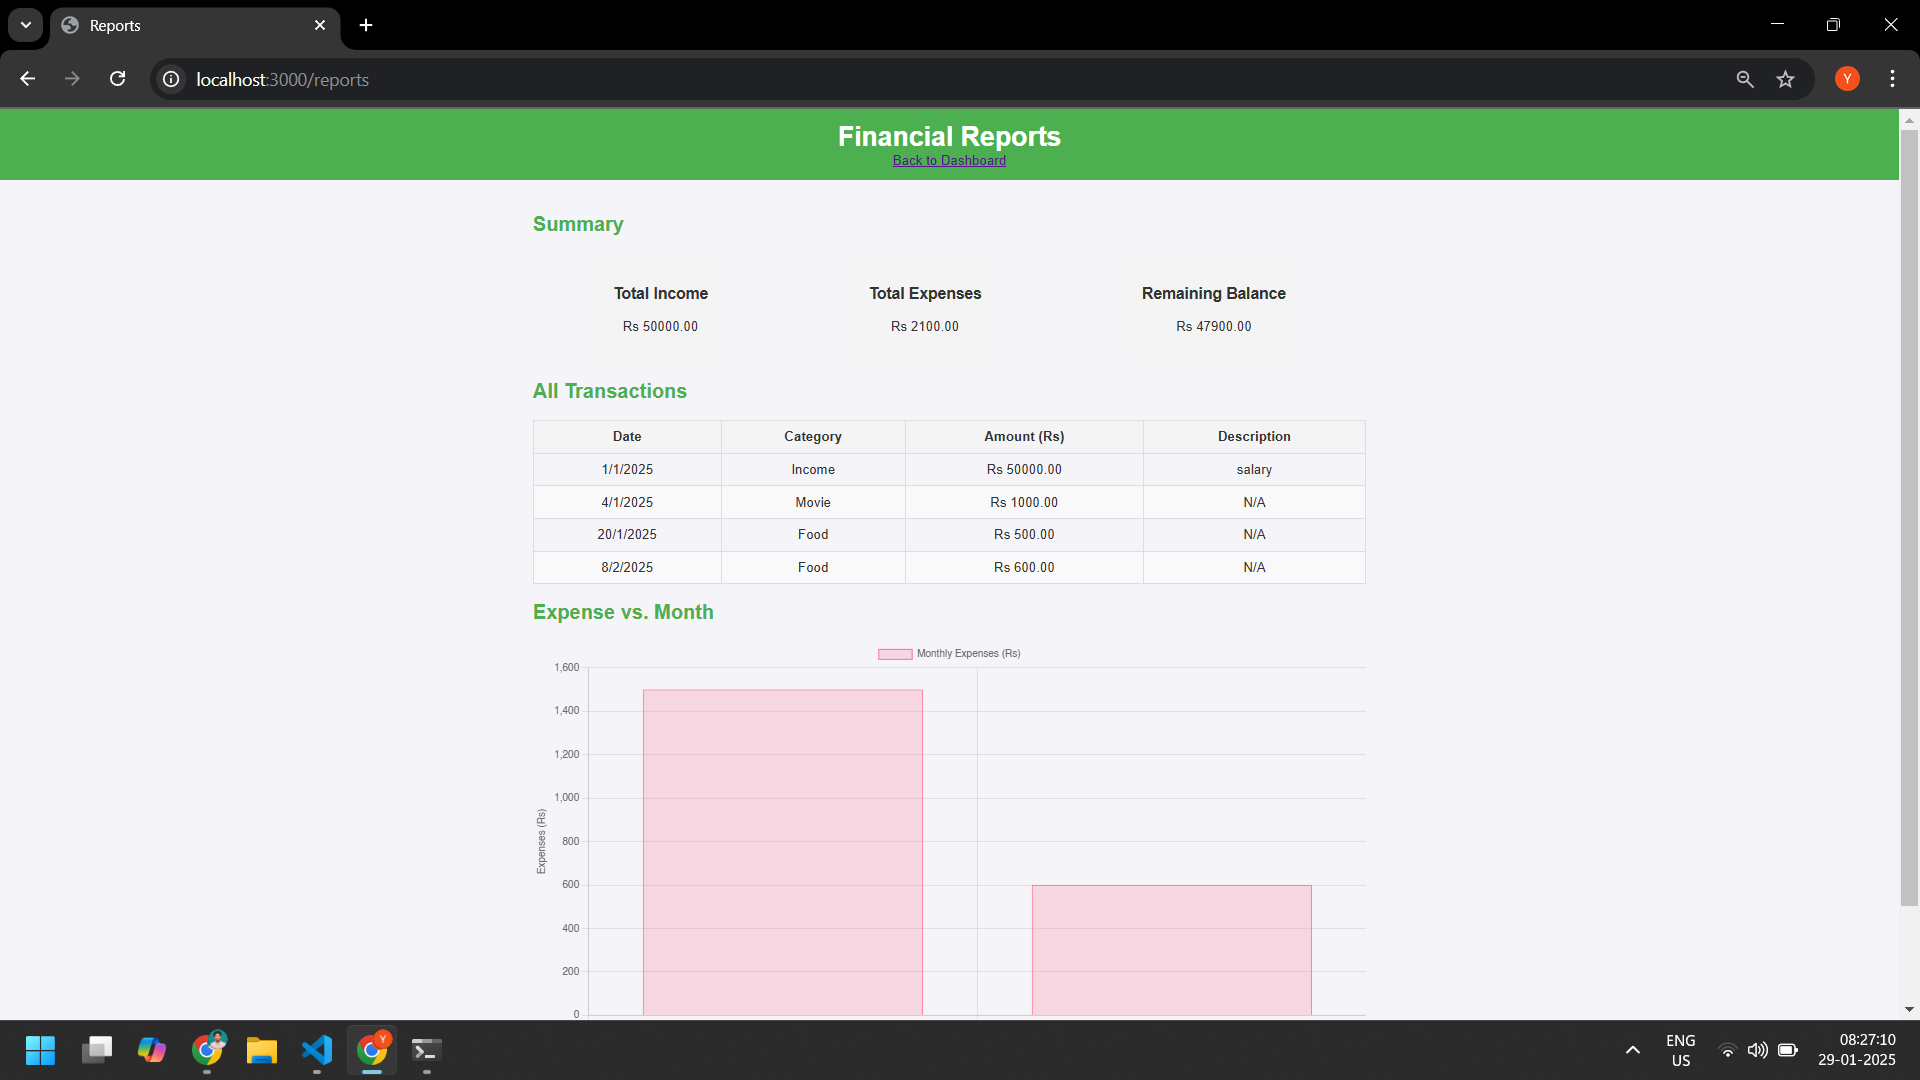 Reports
localhost:3000/reports
Y
Financial Reports
Back to Dashboard
Summary
Total Income
Rs 50000.00
Total Expenses
Rs 2100.00
Remaining Balance
Rs 47900.00
All Transactions
Date Category Amount (Rs) Description
1/1/2025 Income Rs 50000.00 salary
4/1/2025 Movie Rs 1000.00 N/A
20/1/2025 Food Rs 500.00 N/A
8/2/2025 Food Rs 600.00 N/A
Expense vs. Month
Monthly Expenses (Rs)
1,600
1,400
1,200
1,000
800
600
400
200
0
Expenses (Rs)
Y
ENG
US
08:27:10
29-01-2025